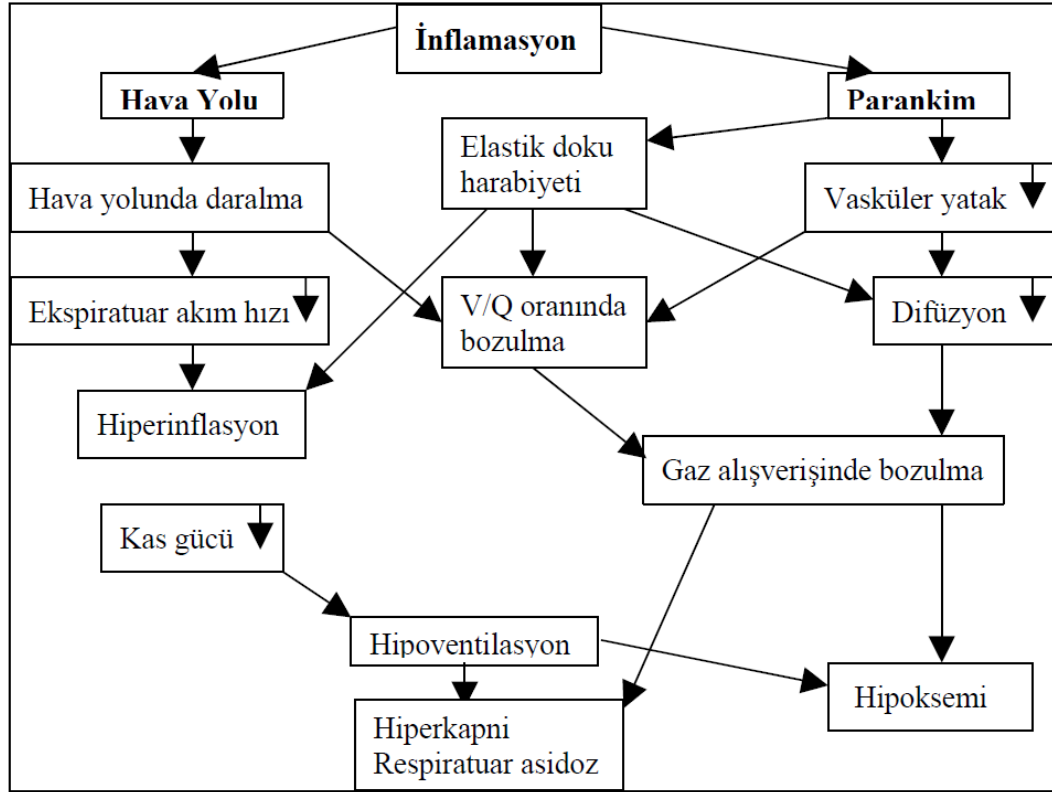 İnflamasyon
Hava Yolu
Parankim
Elastik doku
harabiyeti
Hava yolunda daralma
Vasküler yatak
Ekspiratuar akım hızı
V/Q oranında
bozulma
Difüzyon
Hiperinflasyon
Gaz alışverişinde bozulma
Kas gücü
Hipoventilasyon
Hipoksemi
Hiperkapni
Respiratuar asidoz